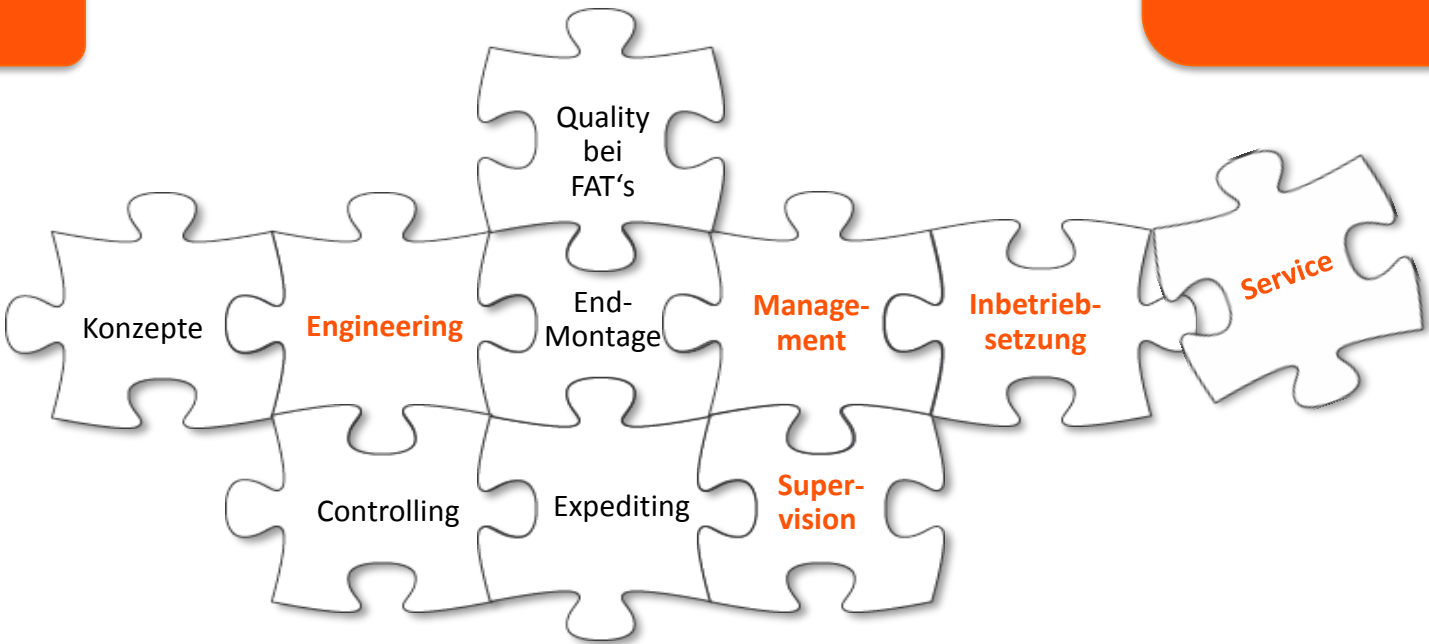 Quality
bei
FAT‘s
Konzepte
Engineering
End-
Montage
Manage-
ment
Inbetrieb-
setzung
Service
Controlling
Expediting
Super-
vision